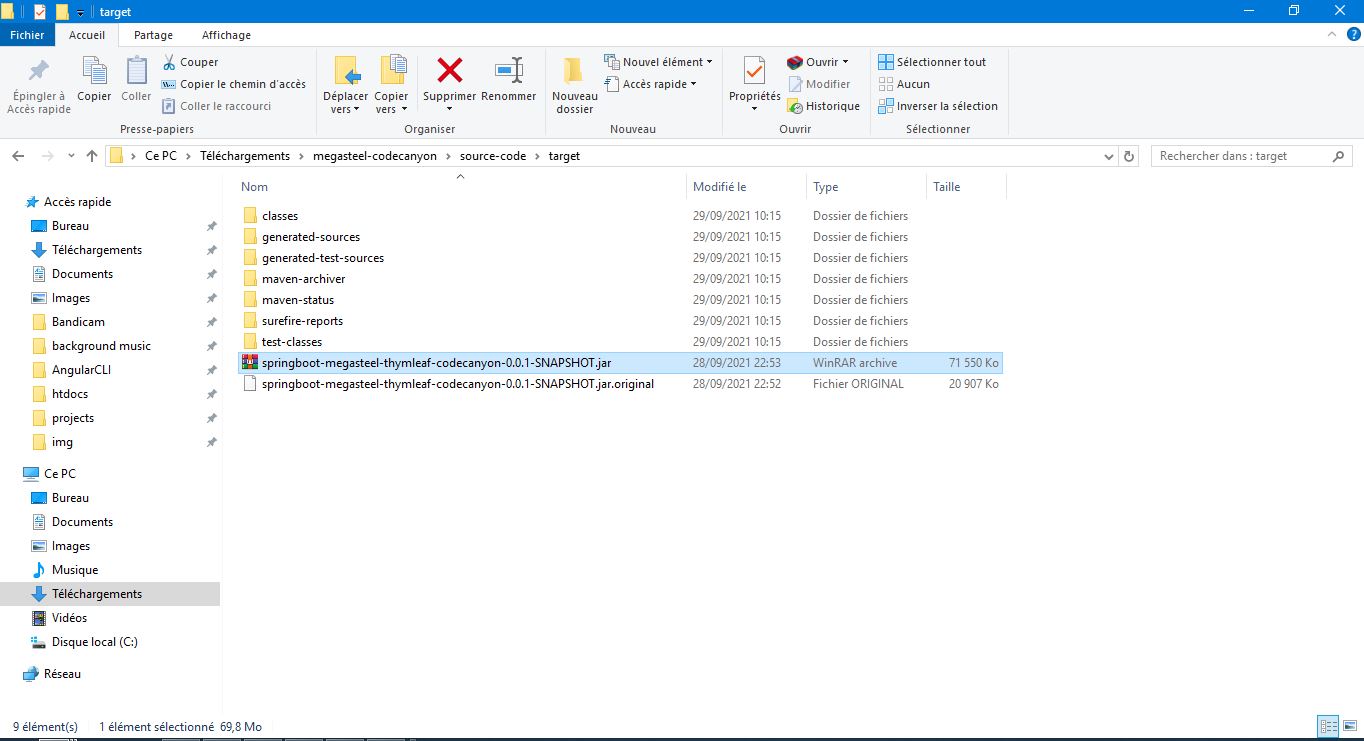 target
Fichier Accueil Partage Affichage
Épingler à Accès rapide
Copier
Coller
Couper
Copier le chemin d'accès
Coller le raccourci
Presse-papiers
Déplacer vers
Copier vers
Supprimer
Renommer
Organiser
Nouveau dossier
Nouvel élément
Accès rapide
Nouveau
Propriétés
Ouvrir
Modifier
Historique
Ouvrir
Sélectionner tout
Aucun
Inverser la sélection
Sélectionner
Ce PC > Téléchargements > megasteel-codecanyon > source-code > target
Rechercher dans : target
Accès rapide
Bureau
Téléchargements
Documents
Images
Bandicam
background music
AngularCLI
htdocs
projects
img
Ce PC
Bureau
Documents
Images
Musique
Téléchargements
Vidéos
Disque local (C:)
Réseau
Nom Modifié le Type Taille
classes 29/09/2021 10:15 Dossier de fichiers
generated-sources 29/09/2021 10:15 Dossier de fichiers
generated-test-sources 29/09/2021 10:15 Dossier de fichiers
maven-archiver 29/09/2021 10:15 Dossier de fichiers
maven-status 29/09/2021 10:15 Dossier de fichiers
surefire-reports 29/09/2021 10:15 Dossier de fichiers
test-classes 29/09/2021 10:15 Dossier de fichiers
springboot-megasteel-thymleaf-codecanyon-0.0.1-SNAPSHOT.jar 28/09/2021 22:53 WinRAR archive 71 550 Ko
springboot-megasteel-thymleaf-codecanyon-0.0.1-SNAPSHOT.jar.original 28/09/2021 22:52 Fichier ORIGINAL 20 907 Ko
9 élément(s) 1 élément sélectionné 69,8 Mo